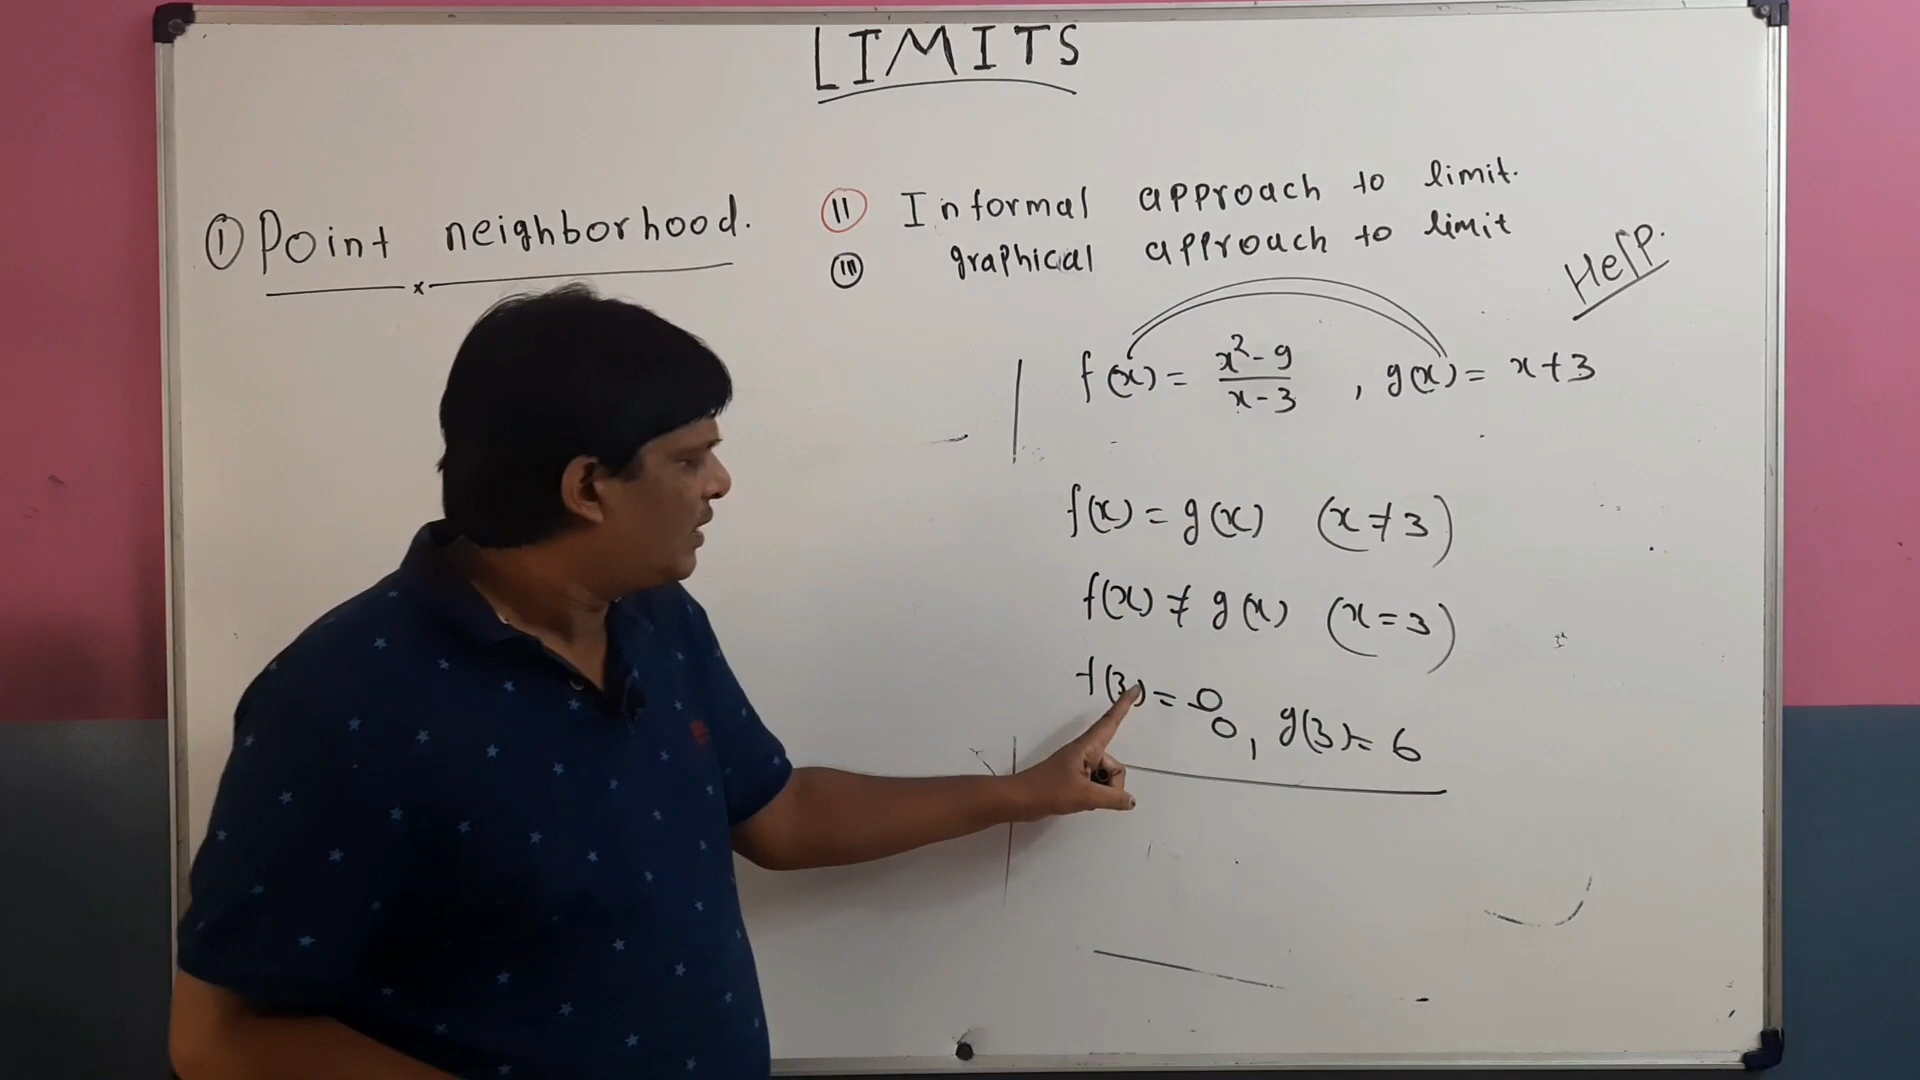 LIMITS
① Point neighborhood.
Ⓘⓘ Informal approach to limit.
(iii) graphical approach to limit
Help.
f(x) = x² - 9 / x - 3 , g(x) = x + 3
f(x) = g(x) (x ≠ 3)
f(x) ≠ g(x) (x = 3)
f(3) = 0/0 , g(3) = 6